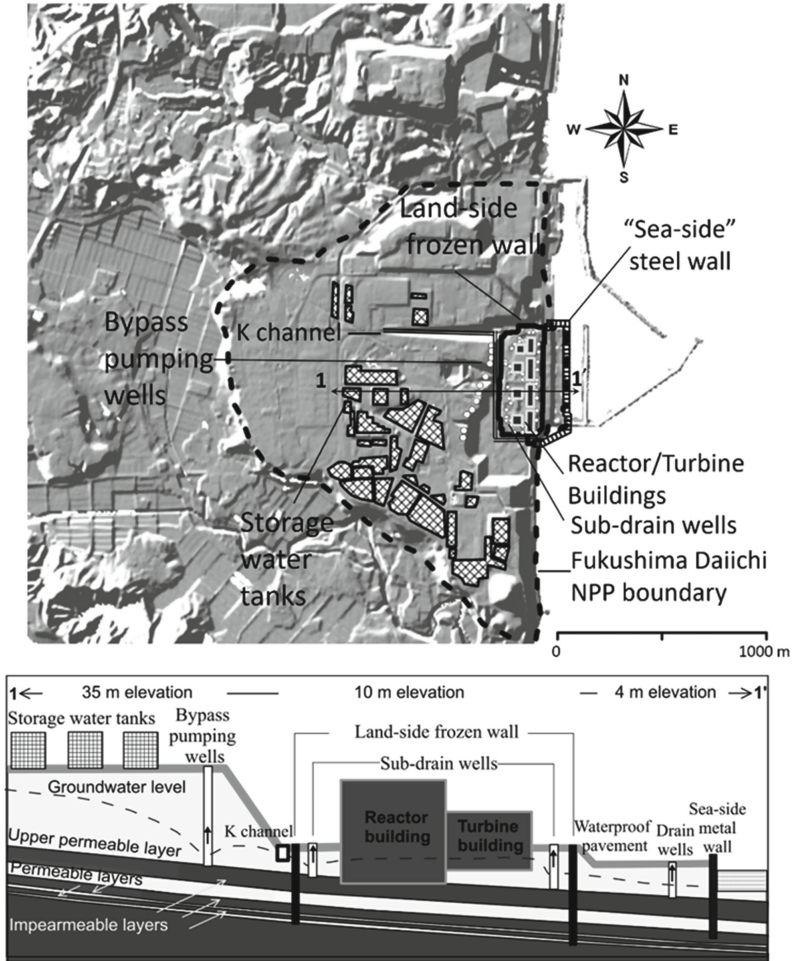 N
W
E
S
Land-side
frozen wall
"Sea-side"
steel wall
Bypass
pumping
wells
K channel
1
1'
Reactor/Turbine
Buildings
Sub-drain wells
Storage
water
tanks
Fukushima Daiichi
NPP boundary
0
1000 m
1
35 m elevation
10 m elevation
4 m elevation
1'
Storage water tanks
Bypass
pumping
wells
Land-side frozen wall
Sub-drain wells
Groundwater level
K channel
Reactor
building
Turbine
building
Waterproof
pavement
Drain
wells
Sea-side
metal
wall
Upper permeable layer
Permeable layers
Impearmeable layers